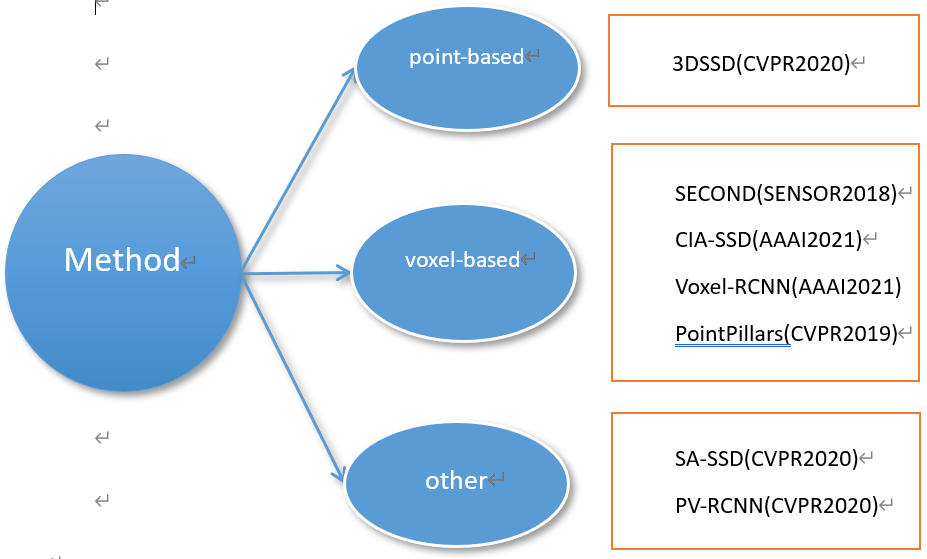 point-based
3DSSD(CVPR2020)
Method
voxel-based
SECOND(SENSOR2018)
CIA-SSD(AAAI2021)
Voxel-RCNN(AAAI2021)
PointPillars(CVPR2019)
other
SA-SSD(CVPR2020)
PV-RCNN(CVPR2020)